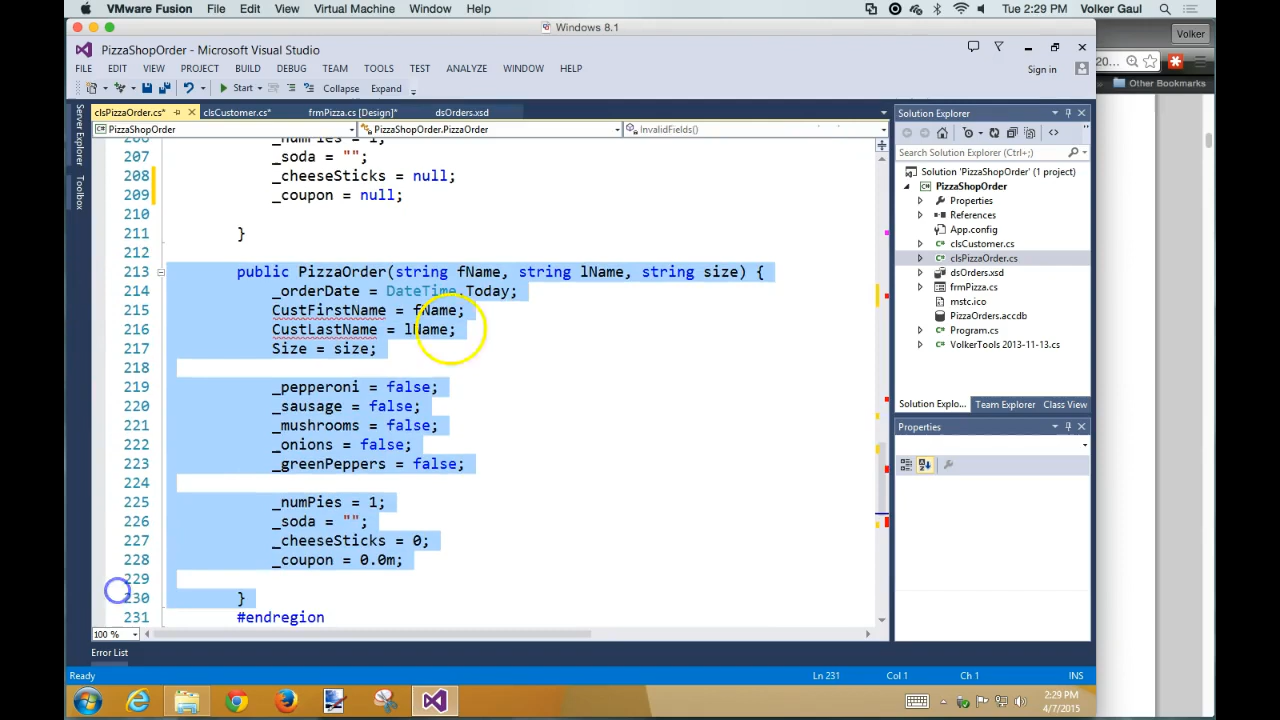 VMware Fusion File Edit View Virtual Machine Window Help Tue 2:29 PM Volker Gaul
Windows 8.1
Volker
PizzaShopOrder - Microsoft Visual Studio
FILE EDIT VIEW PROJECT BUILD DEBUG TEAM TOOLS TEST ANALYZE WINDOW HELP Sign in
Start Collapse Expand
20...
Other Bookmarks
clsPizzaOrder.cs* clsCustomer.cs* frmPizza.cs [Design]* dsOrders.xsd
PizzaShopOrder PizzaShopOrder.PizzaOrder InvalidFields()
Server Explorer
Toolbox
206 _numPies = 1;
207 _soda = "";
208 _cheeseSticks = null;
209 _coupon = null;
210
211 }
212
213 public PizzaOrder(string fName, string lName, string size) {
214 _orderDate = DateTime.Today;
215 CustFirstName = fName;
216 CustLastName = lName;
217 Size = size;
218
219 _pepperoni = false;
220 _sausage = false;
221 _mushrooms = false;
222 _onions = false;
223 _greenPeppers = false;
224
225 _numPies = 1;
226 _soda = "";
227 _cheeseSticks = 0;
228 _coupon = 0.0m;
229
230 }
231 #endregion
100 %
Error List
Ready Ln 231 Col 1 Ch 1 INS
Solution Explorer
Search Solution Explorer (Ctrl+;)
Solution 'PizzaShopOrder' (1 project)
PizzaShopOrder
Properties
References
App.config
clsCustomer.cs
clsPizzaOrder.cs
dsOrders.xsd
frmPizza.cs
mstc.ico
PizzaOrders.accdb
Program.cs
VolkerTools 2013-11-13.cs
Solution Explo... Team Explorer Class View
Properties
2:29 PM
4/7/2015